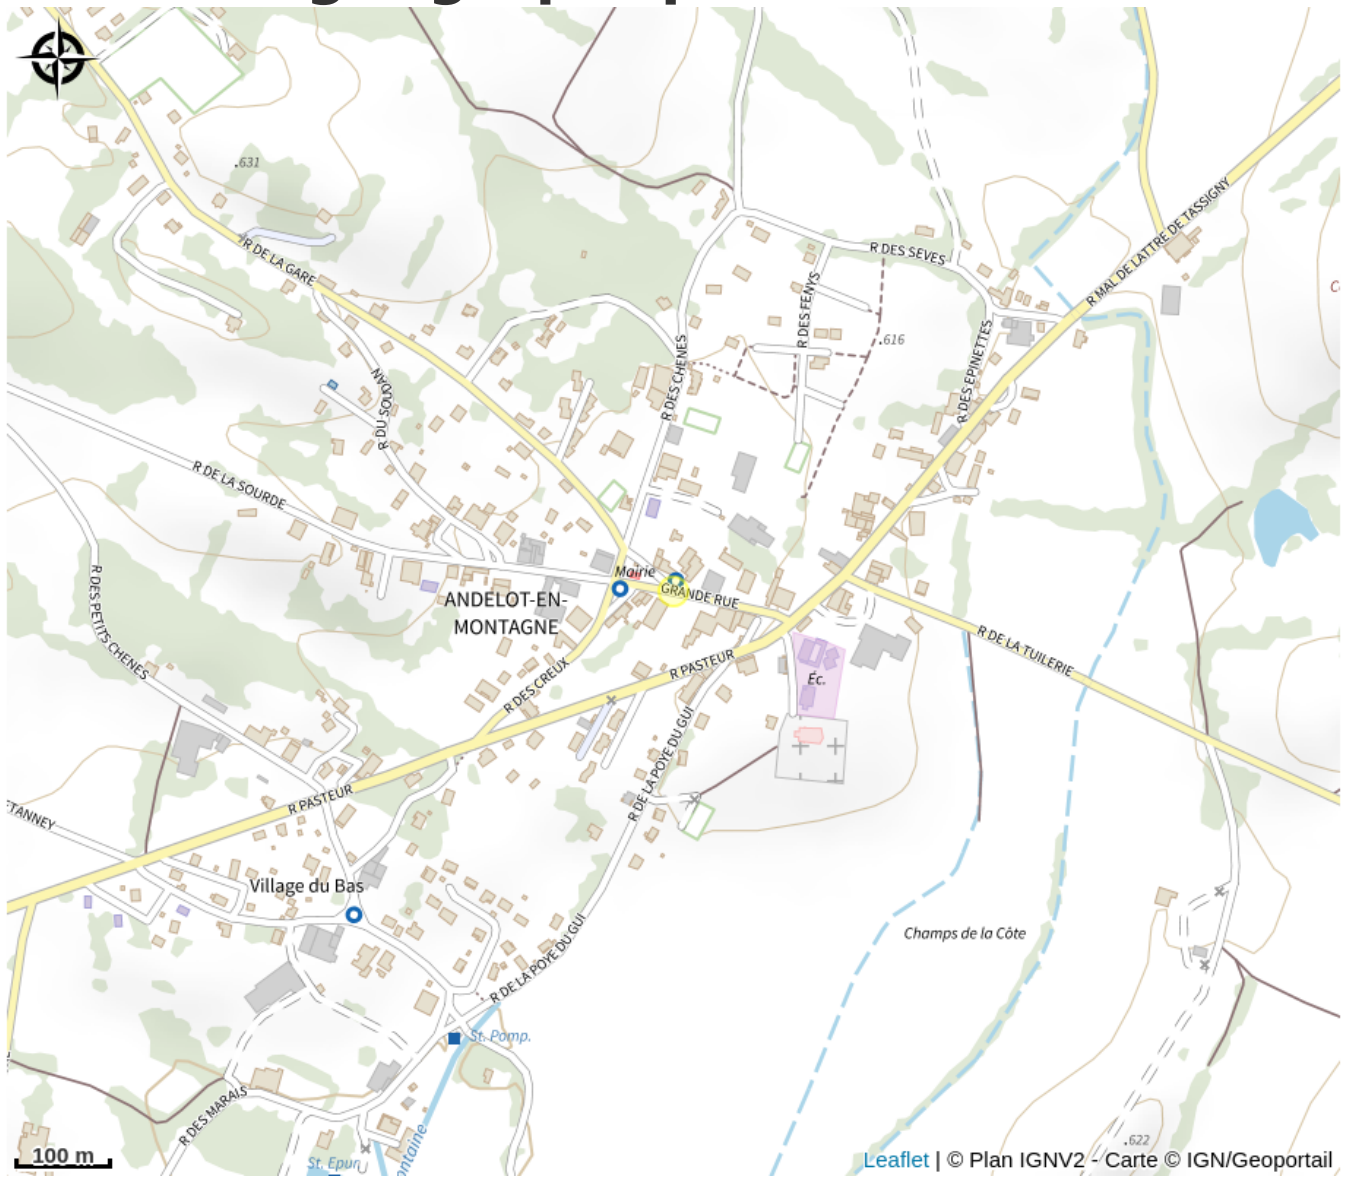 .631
R DE LA GARE
R DES SEVES
R MAL DE LATTRE DE TASSIGNY
R DES FENYS
.616
R DES EPINETTES
R DES CHENES
R DU SOUDAN
R DE LA SOURDE
R DES PETITS CHENES
Mairie
GRANDE RUE
ANDELOT-EN-
MONTAGNE
R DE LA TUILERIE
R DES CREUX
R PASTEUR
Éc.
R DE LA POYE DU GUI
R PASTEUR
ETANNEY
Village du Bas
Champs de la Côte
R DE LA POYE DU GUI
St. Pomp.
R DES MARAIS
ontaine
.622
100 m
St. Epur
Leaflet | © Plan IGNV2 - Carte © IGN/Geoportail